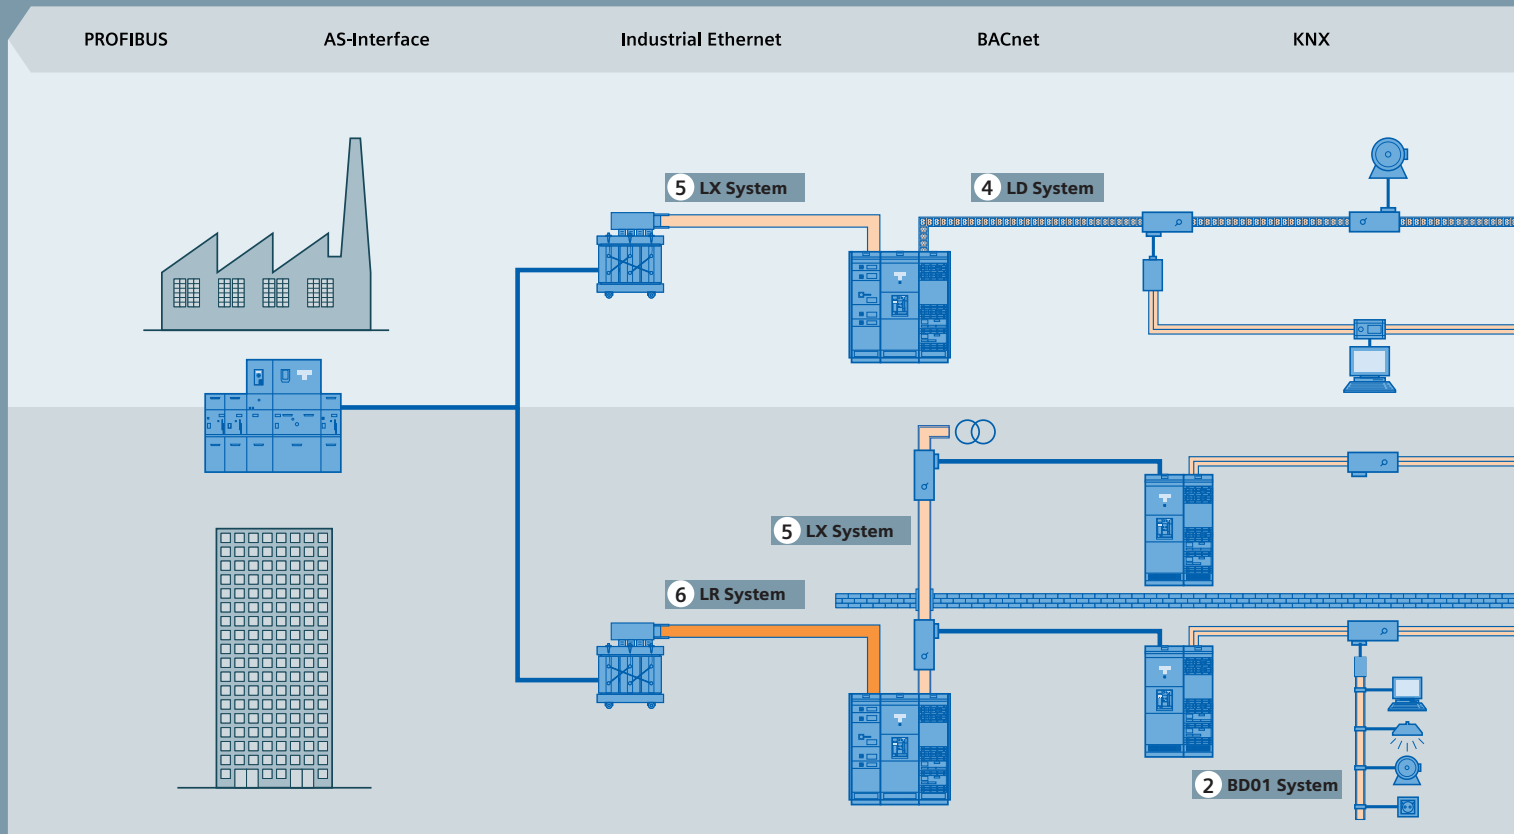 PROFIBUS AS-Interface Industrial Ethernet BACnet KNX
5 LX System
4 LD System
5 LX System
6 LR System
2 BD01 System